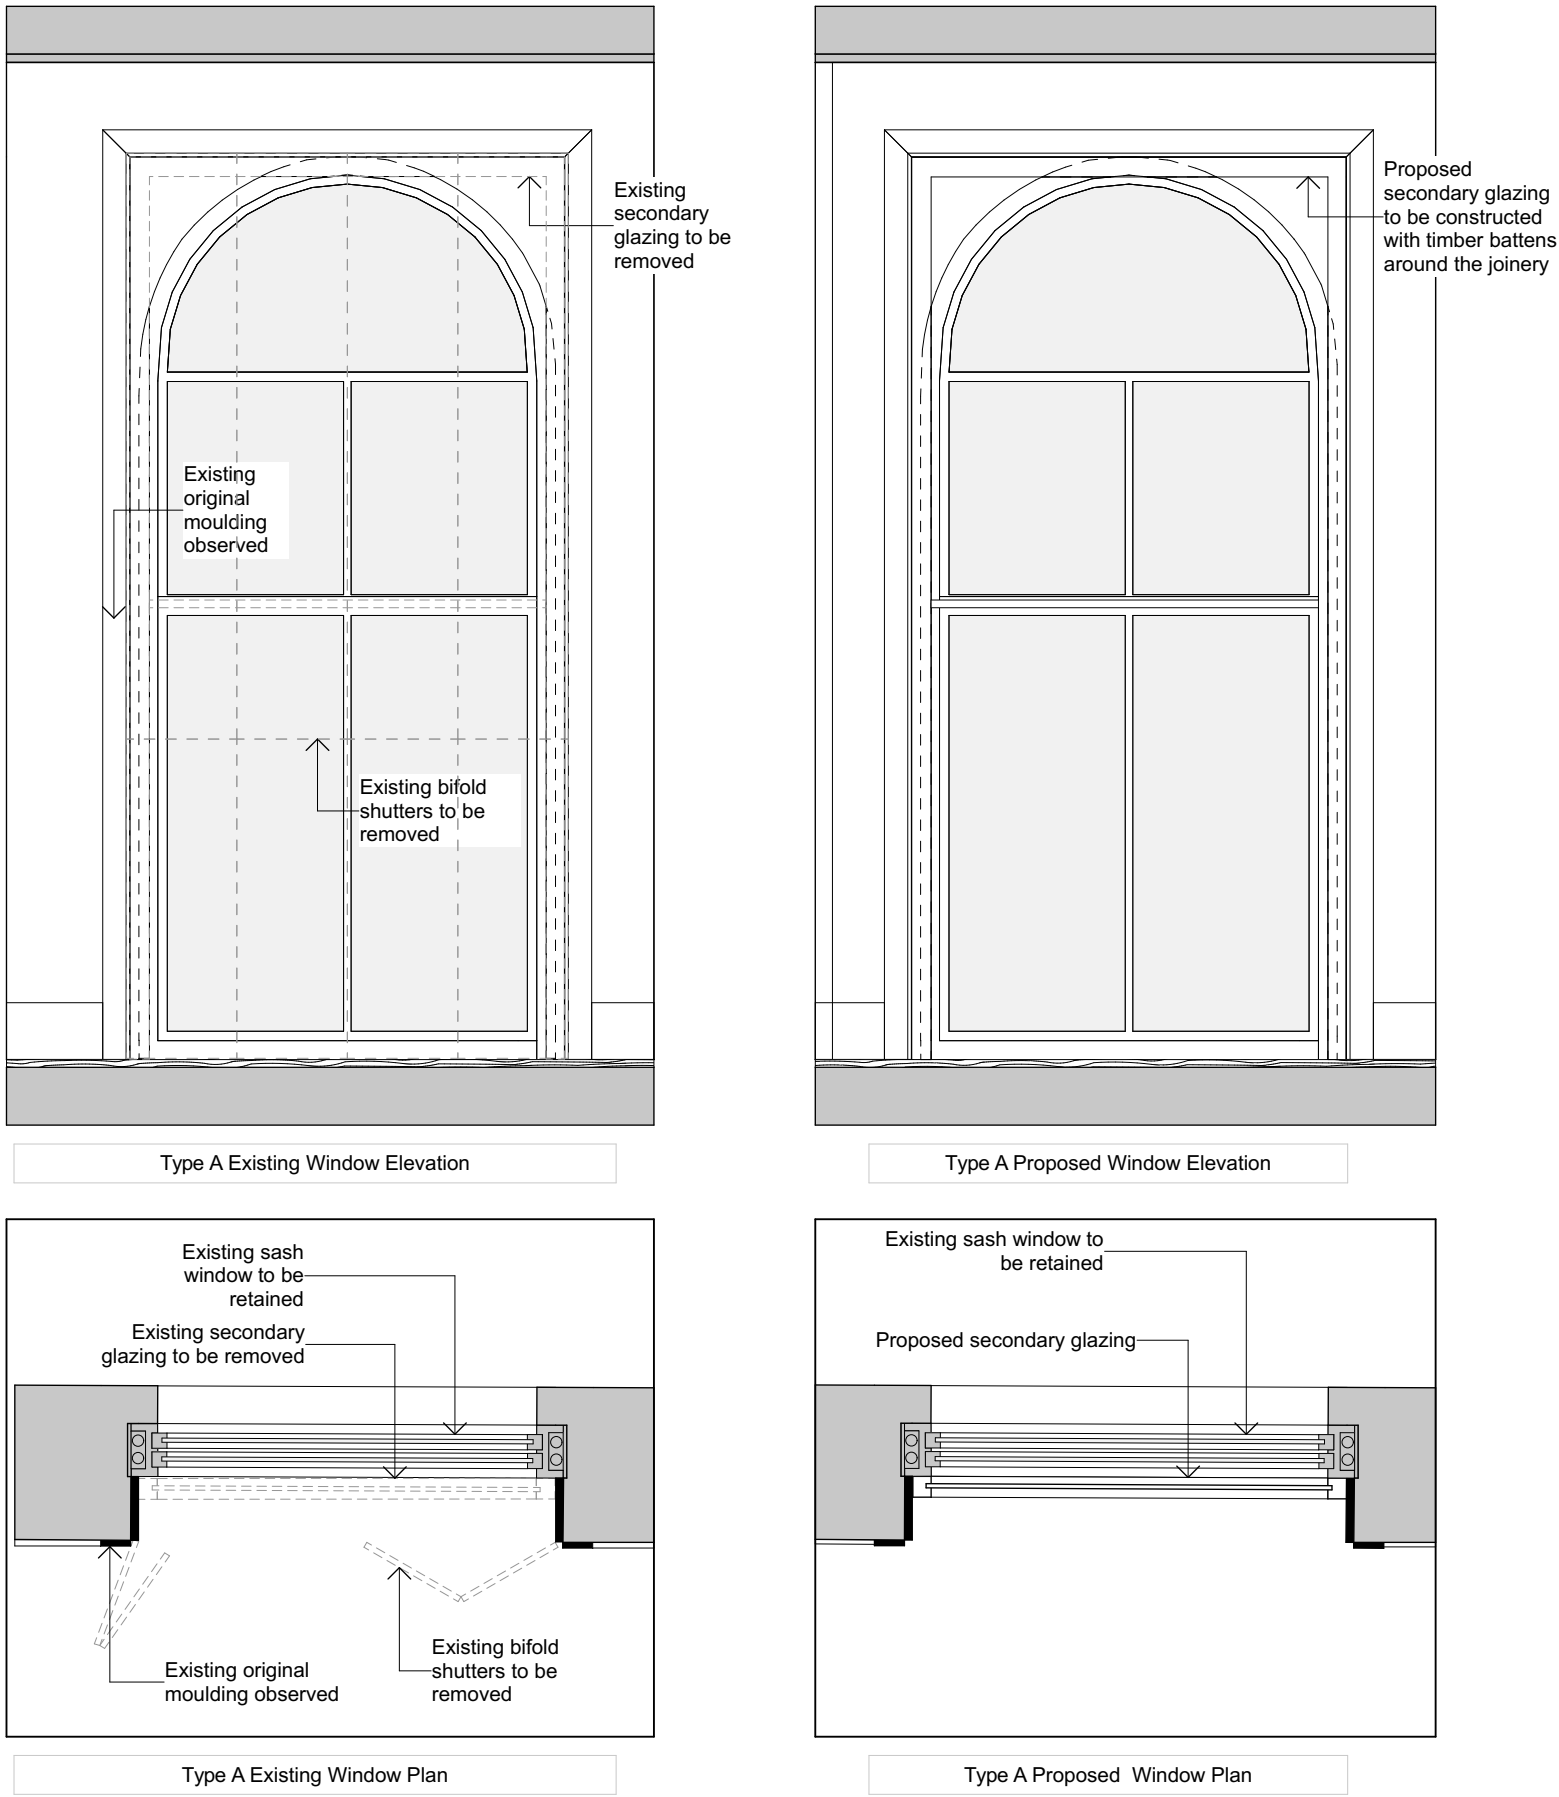 Existing
secondary
glazing to be
removed
Proposed
secondary glazing
to be constructed
with timber battens
around the joinery
Existing
original
moulding
observed
Existing bifold
shutters to be
removed
Type A Existing Window Elevation
Type A Proposed Window Elevation
Existing sash
window to be
retained
Existing secondary
glazing to be removed
Existing original
moulding observed
Existing bifold
shutters to be
removed
Existing sash window to
be retained
Proposed secondary glazing
Type A Existing Window Plan
Type A Proposed  Window Plan